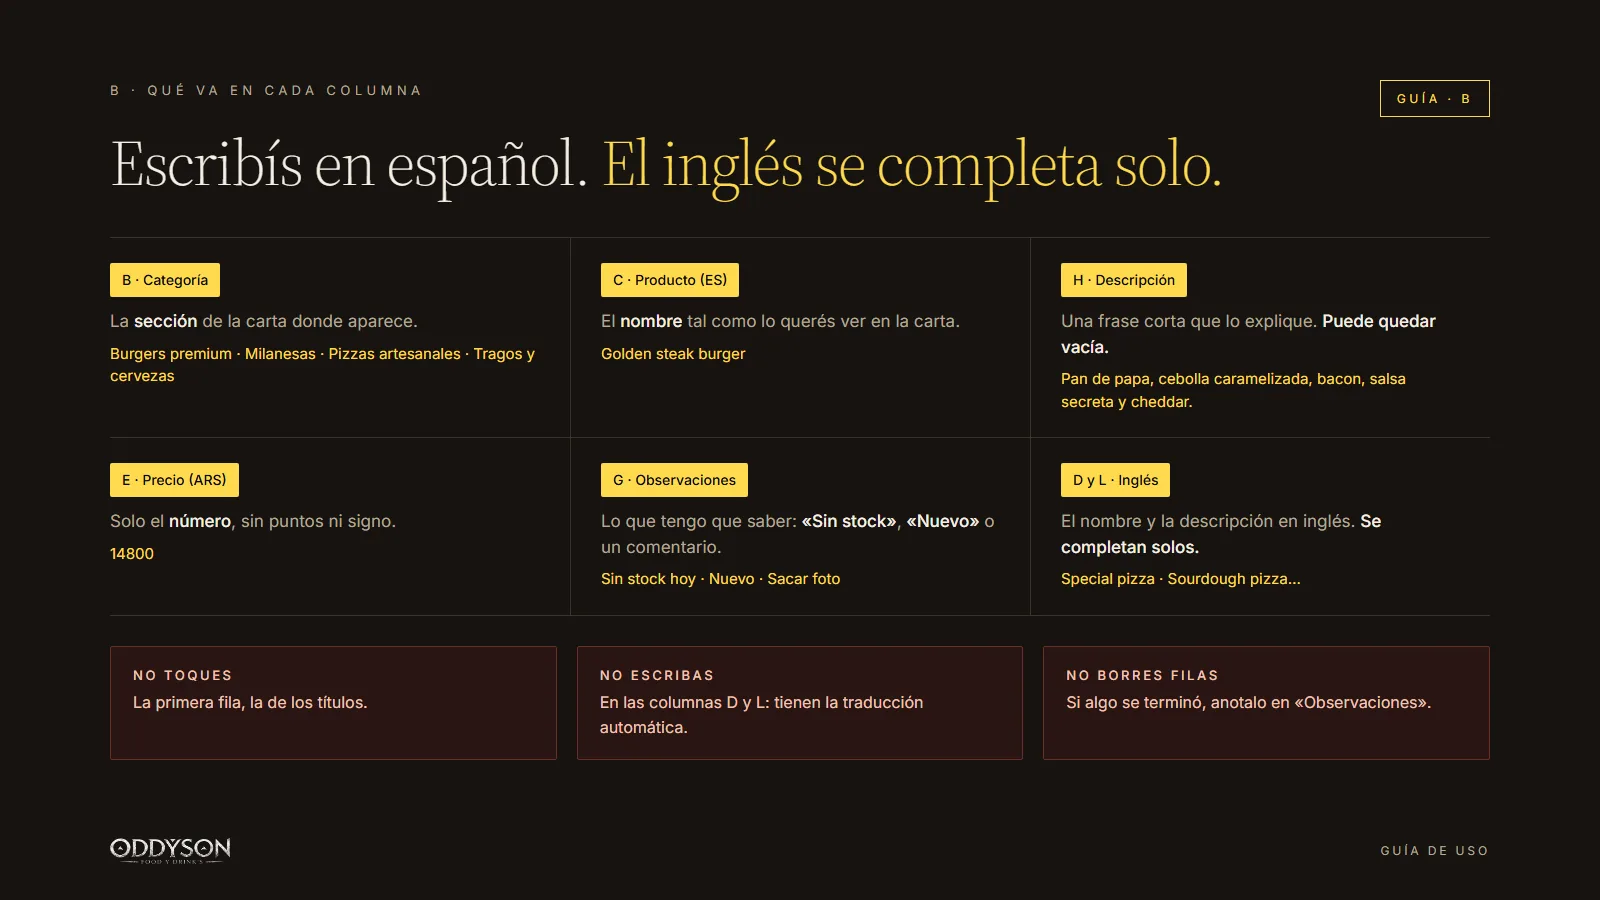 B · QUÉ VA EN CADA COLUMNA
GUÍA · B
Escribís en español. El inglés se completa solo.
B · Categoría
La sección de la carta donde aparece.
Burgers premium · Milanesas · Pizzas artesanales · Tragos y
cervezas
C · Producto (ES)
El nombre tal como lo querés ver en la carta.
Golden steak burger
H · Descripción
Una frase corta que lo explique. Puede quedar
vacía.
Pan de papa, cebolla caramelizada, bacon, salsa
secreta y cheddar.
E · Precio (ARS)
Solo el número, sin puntos ni signo.
14800
G · Observaciones
Lo que tengo que saber: «Sin stock», «Nuevo» o
un comentario.
Sin stock hoy · Nuevo · Sacar foto
D y L · Inglés
El nombre y la descripción en inglés. Se
completan solos.
Special pizza · Sourdough pizza...
NO TOQUES
La primera fila, la de los títulos.
NO ESCRIBAS
En las columnas D y L: tienen la traducción
automática.
NO BORRES FILAS
Si algo se terminó, anotalo en «Observaciones».
ODDYSON
FOOD Y DRINK'S
GUÍA DE USO